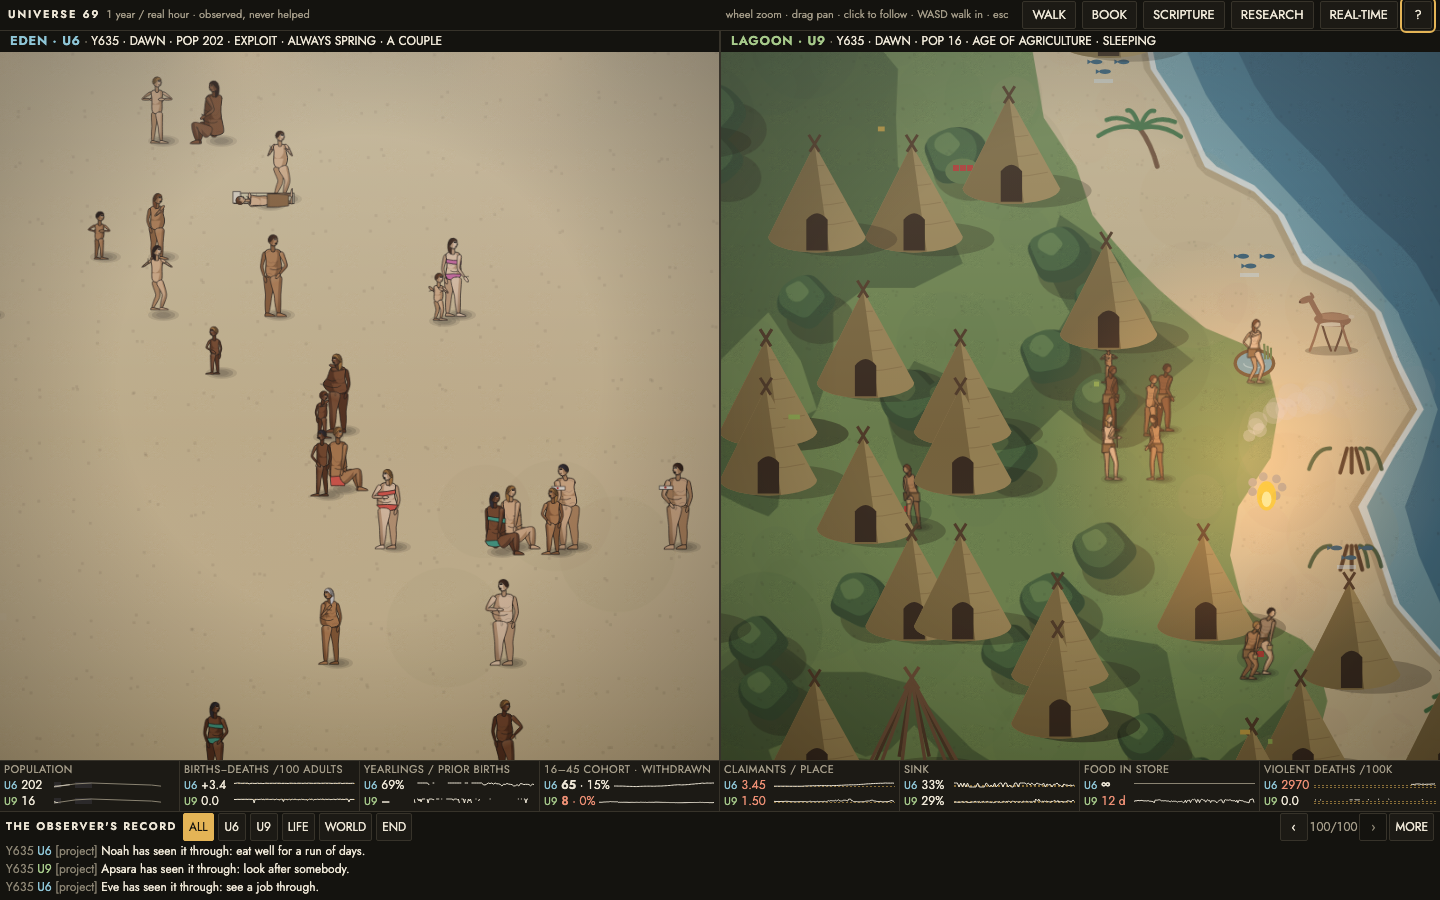 UNIVERSE 69 1 year / real hour · observed, never helped
wheel zoom · drag pan · click to follow · WASD walk in · esc
WALK BOOK SCRIPTURE RESEARCH REAL-TIME ?
EDEN · U6 · Y635 · DAWN · POP 202 · EXPLOIT · ALWAYS SPRING · A COUPLE
LAGOON · U9 · Y635 · DAWN · POP 16 · AGE OF AGRICULTURE · SLEEPING
POPULATION
U6 202
U9 16
BIRTHS–DEATHS /100 ADULTS
U6 +3.4
U9 0.0
YEARLINGS / PRIOR BIRTHS
U6 69%
U9 –
16–45 COHORT · WITHDRAWN
U6 65 · 15%
U9 8 · 0%
CLAIMANTS / PLACE
U6 3.45
U9 1.50
SINK
U6 33%
U9 29%
FOOD IN STORE
U6 ∞
U9 12 d
VIOLENT DEATHS /100K
U6 2970
U9 0.0
THE OBSERVER'S RECORD ALL U6 U9 LIFE WORLD END
‹ 100/100 › MORE
Y635 U6 [project] Noah has seen it through: eat well for a run of days.
Y635 U9 [project] Apsara has seen it through: look after somebody.
Y635 U6 [project] Eve has seen it through: see a job through.